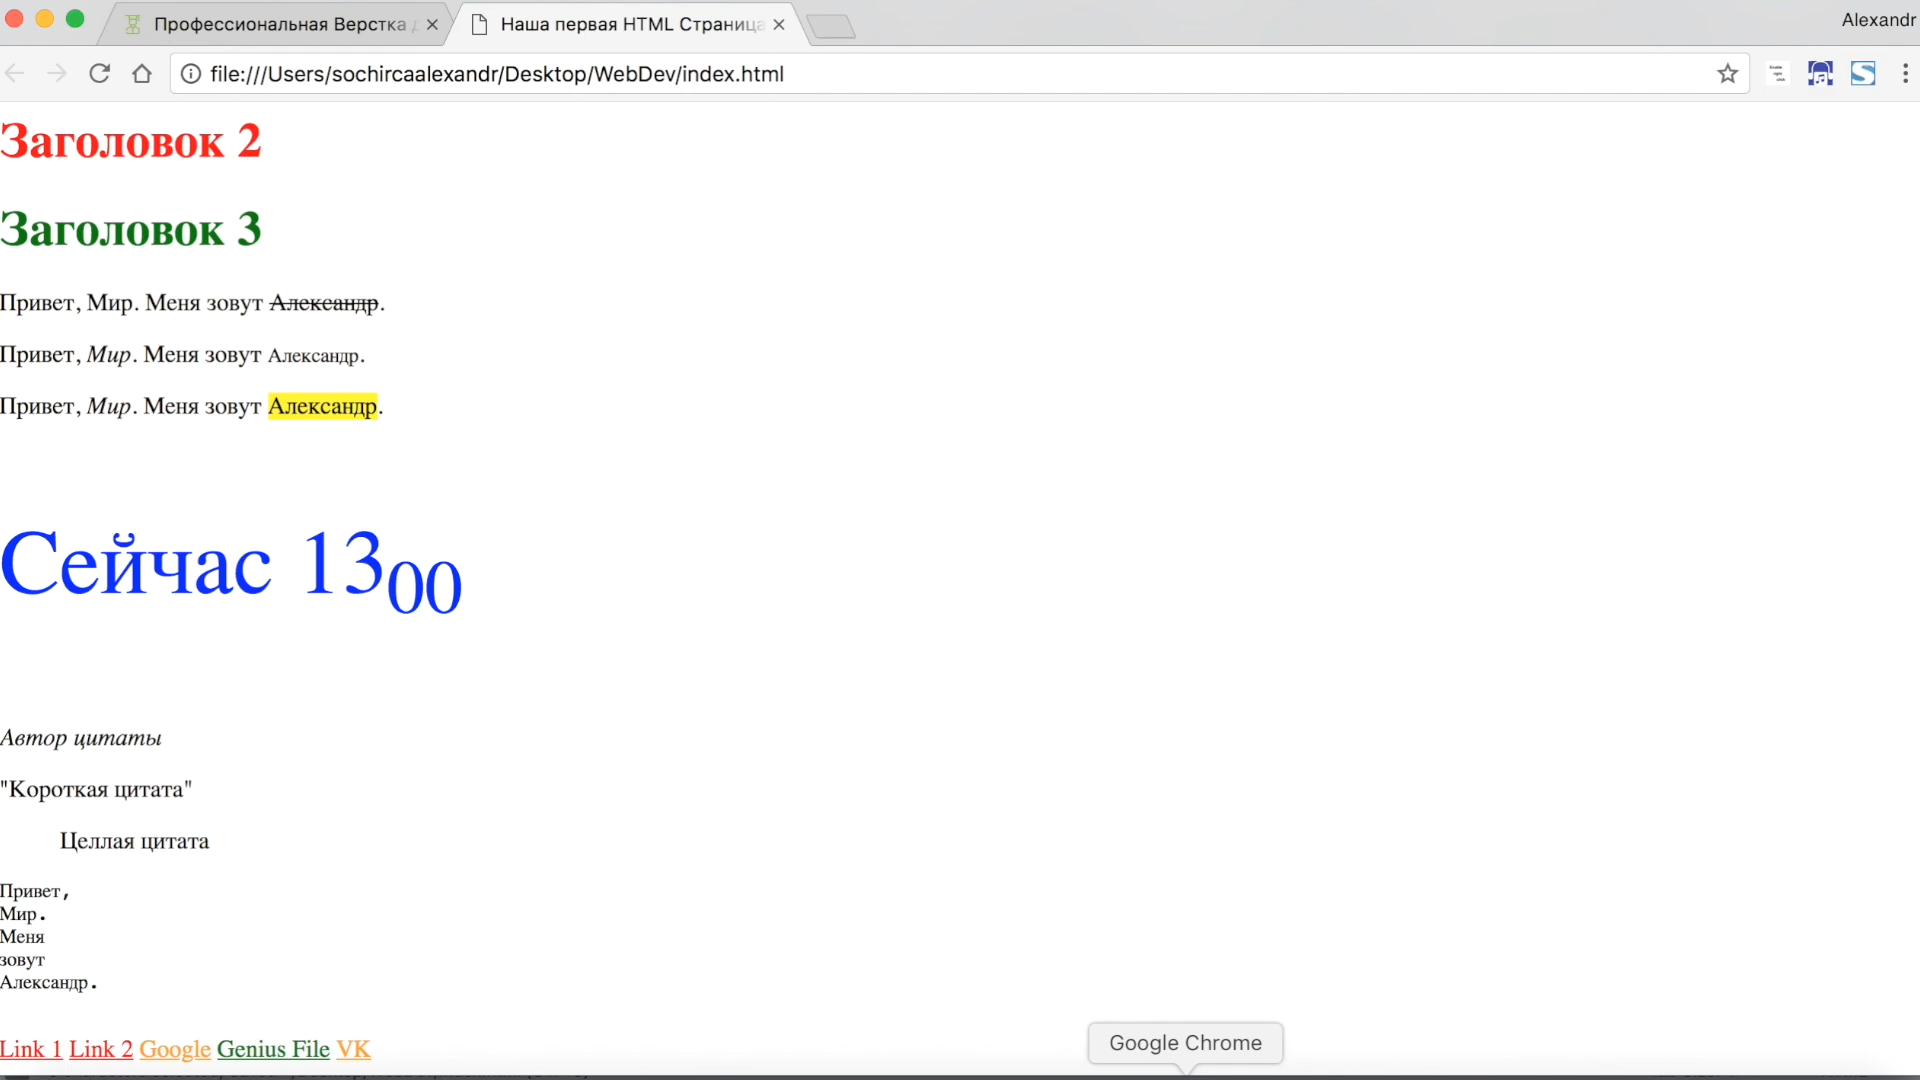 Профессиональная Верстка
Наша первая HTML Страница
Alexandr
file:///Users/sochircaalexandr/Desktop/WebDev/index.html
Заголовок 2
Заголовок 3
Привет, Мир. Меня зовут Александр.
Привет, Мир. Меня зовут Александр.
Привет, Мир. Меня зовут Александр.
Сейчас 1300
Автор цитаты
"Короткая цитата"
Целлая цитата
Привет,
Мир.
Меня
зовут
Александр.
Link 1 Link 2 Google Genius File VK
Google Chrome